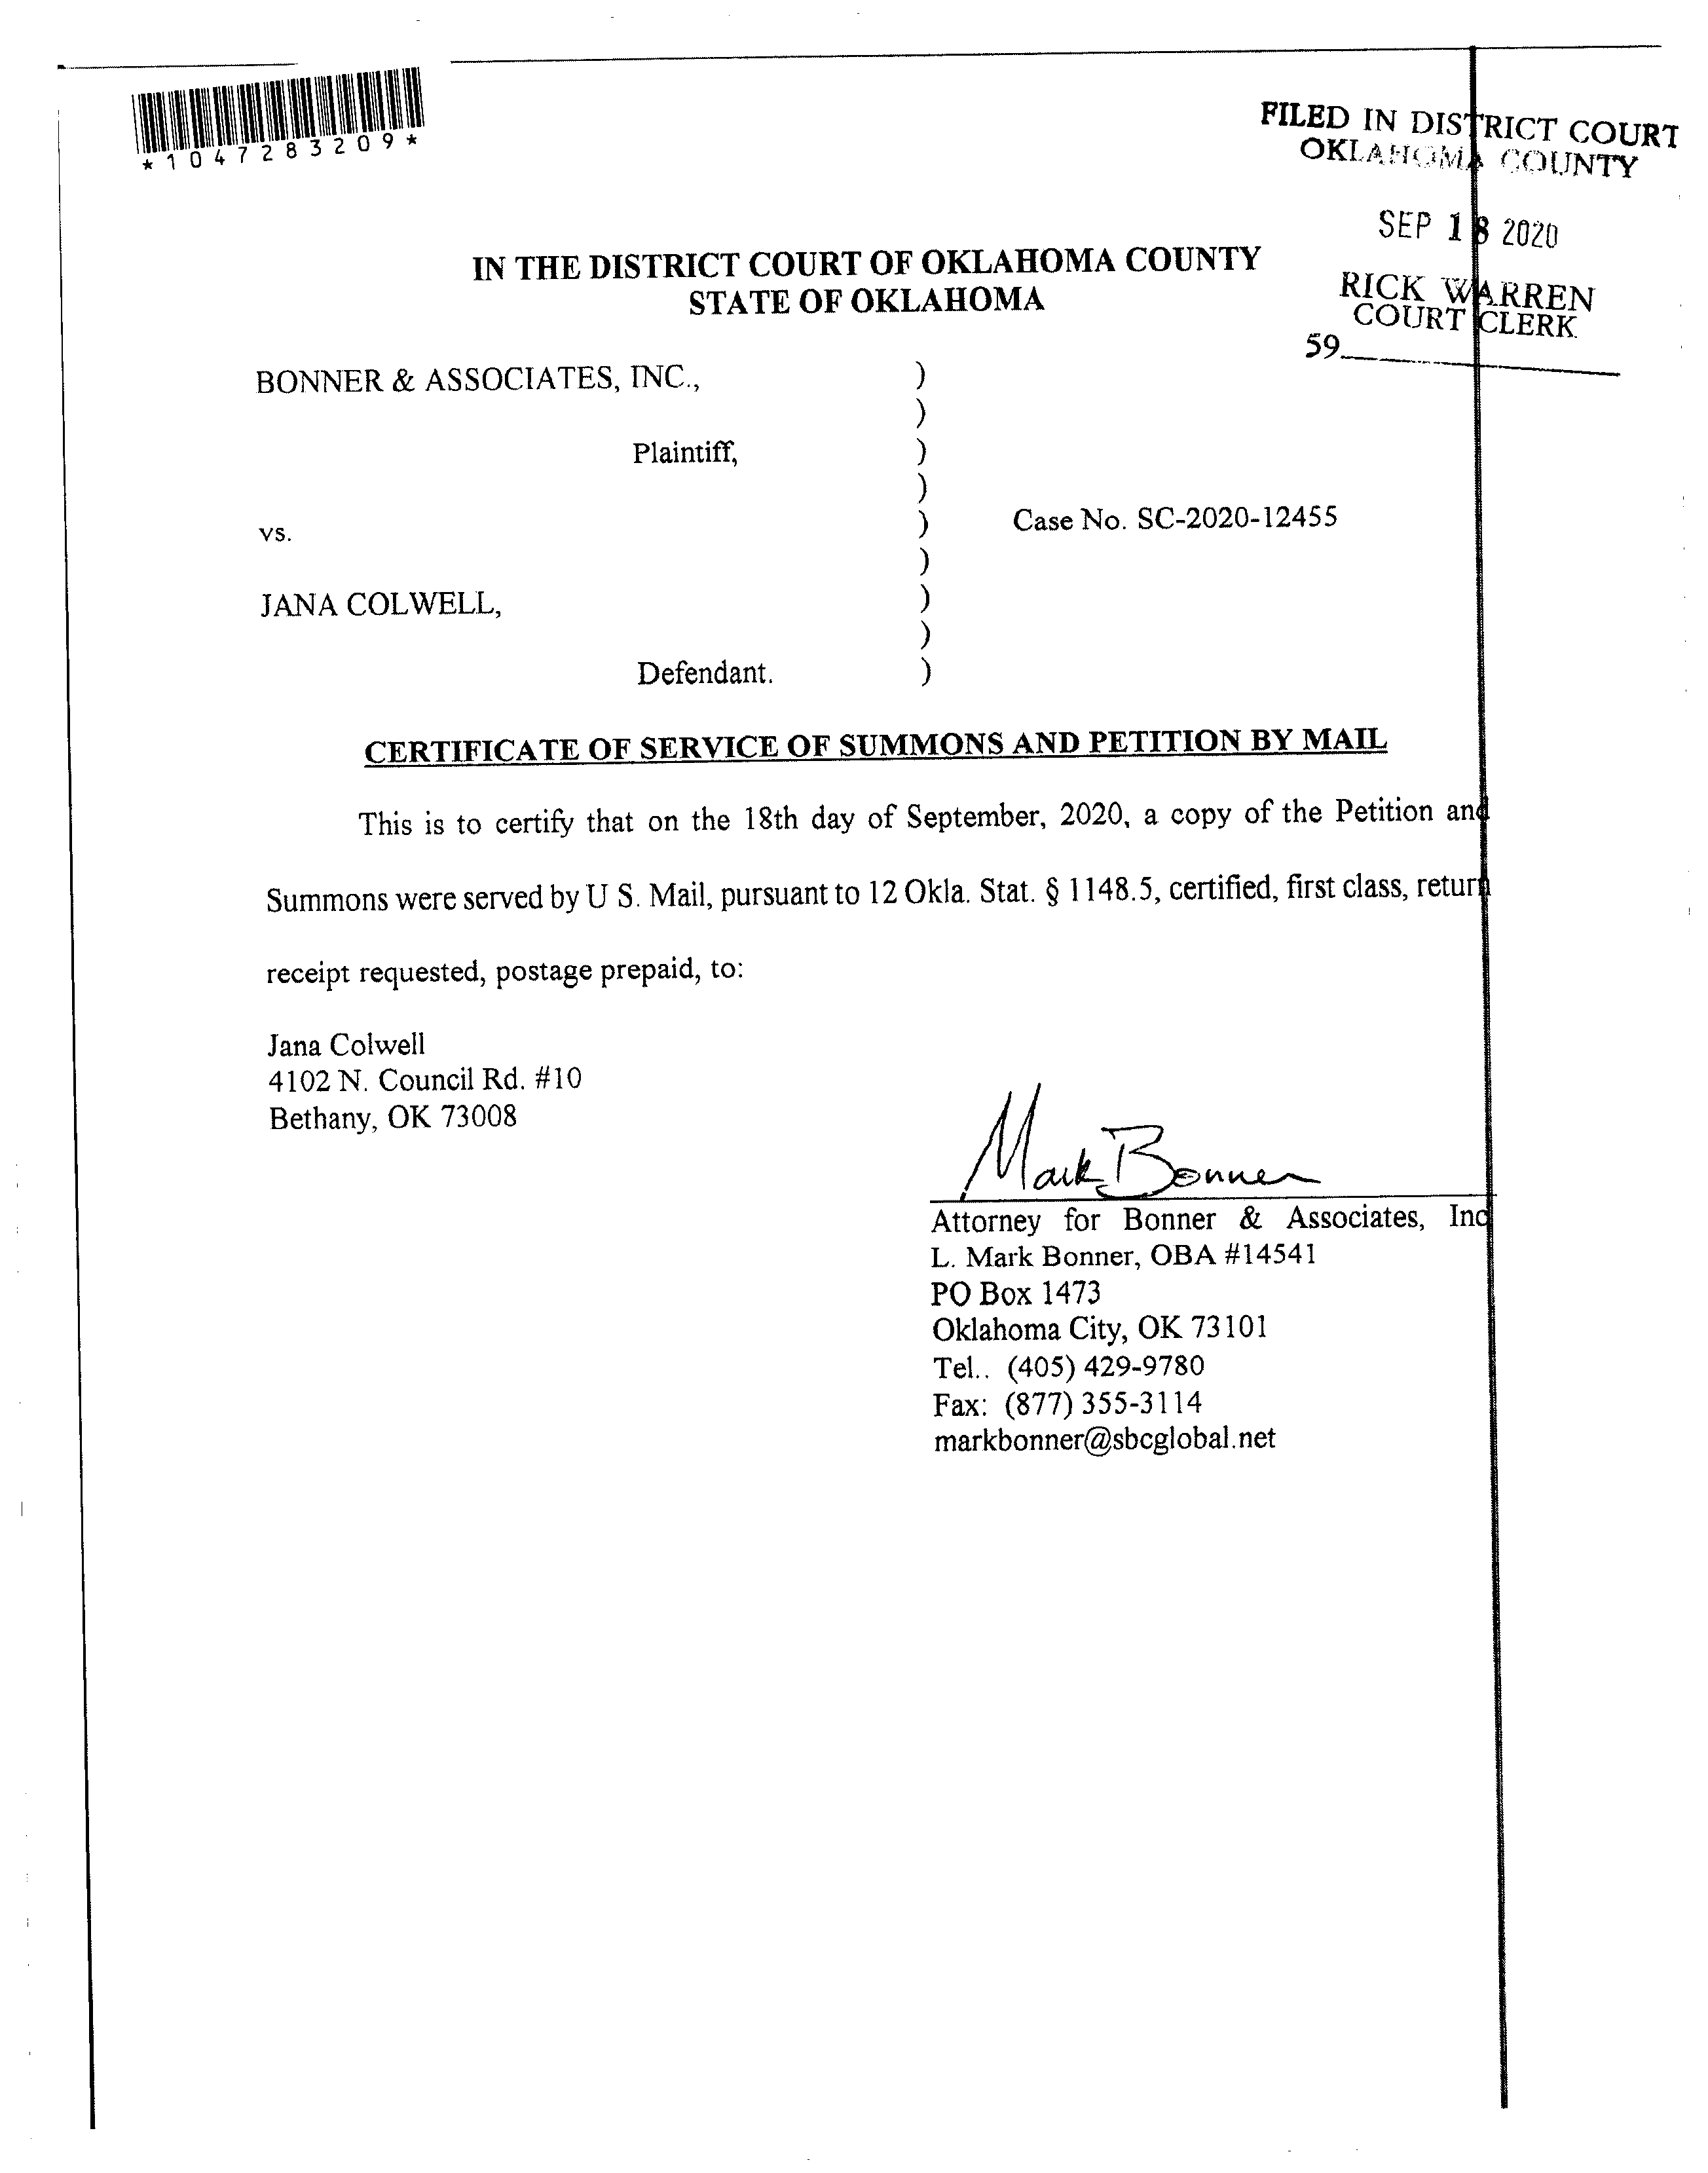 *1047283209*
FILED IN DISTRICT COURT
OKLAHOMA COUNTY
SEP 18 2020
RICK WARREN
COURT CLERK
59
IN THE DISTRICT COURT OF OKLAHOMA COUNTY
STATE OF OKLAHOMA
BONNER & ASSOCIATES, INC., )
)
Plaintiff, )
)
vs. ) Case No. SC-2020-12455
)
JANA COLWELL, )
)
Defendant. )
CERTIFICATE OF SERVICE OF SUMMONS AND PETITION BY MAIL
This is to certify that on the 18th day of September, 2020, a copy of the Petition and
Summons were served by U S. Mail, pursuant to 12 Okla. Stat. § 1148.5, certified, first class, return
receipt requested, postage prepaid, to:
Jana Colwell
4102 N. Council Rd. #10
Bethany, OK 73008
Mark Bonner
Attorney for Bonner & Associates, Inc
L. Mark Bonner, OBA #14541
PO Box 1473
Oklahoma City, OK 73101
Tel.. (405) 429-9780
Fax: (877) 355-3114
markbonner@sbcglobal.net